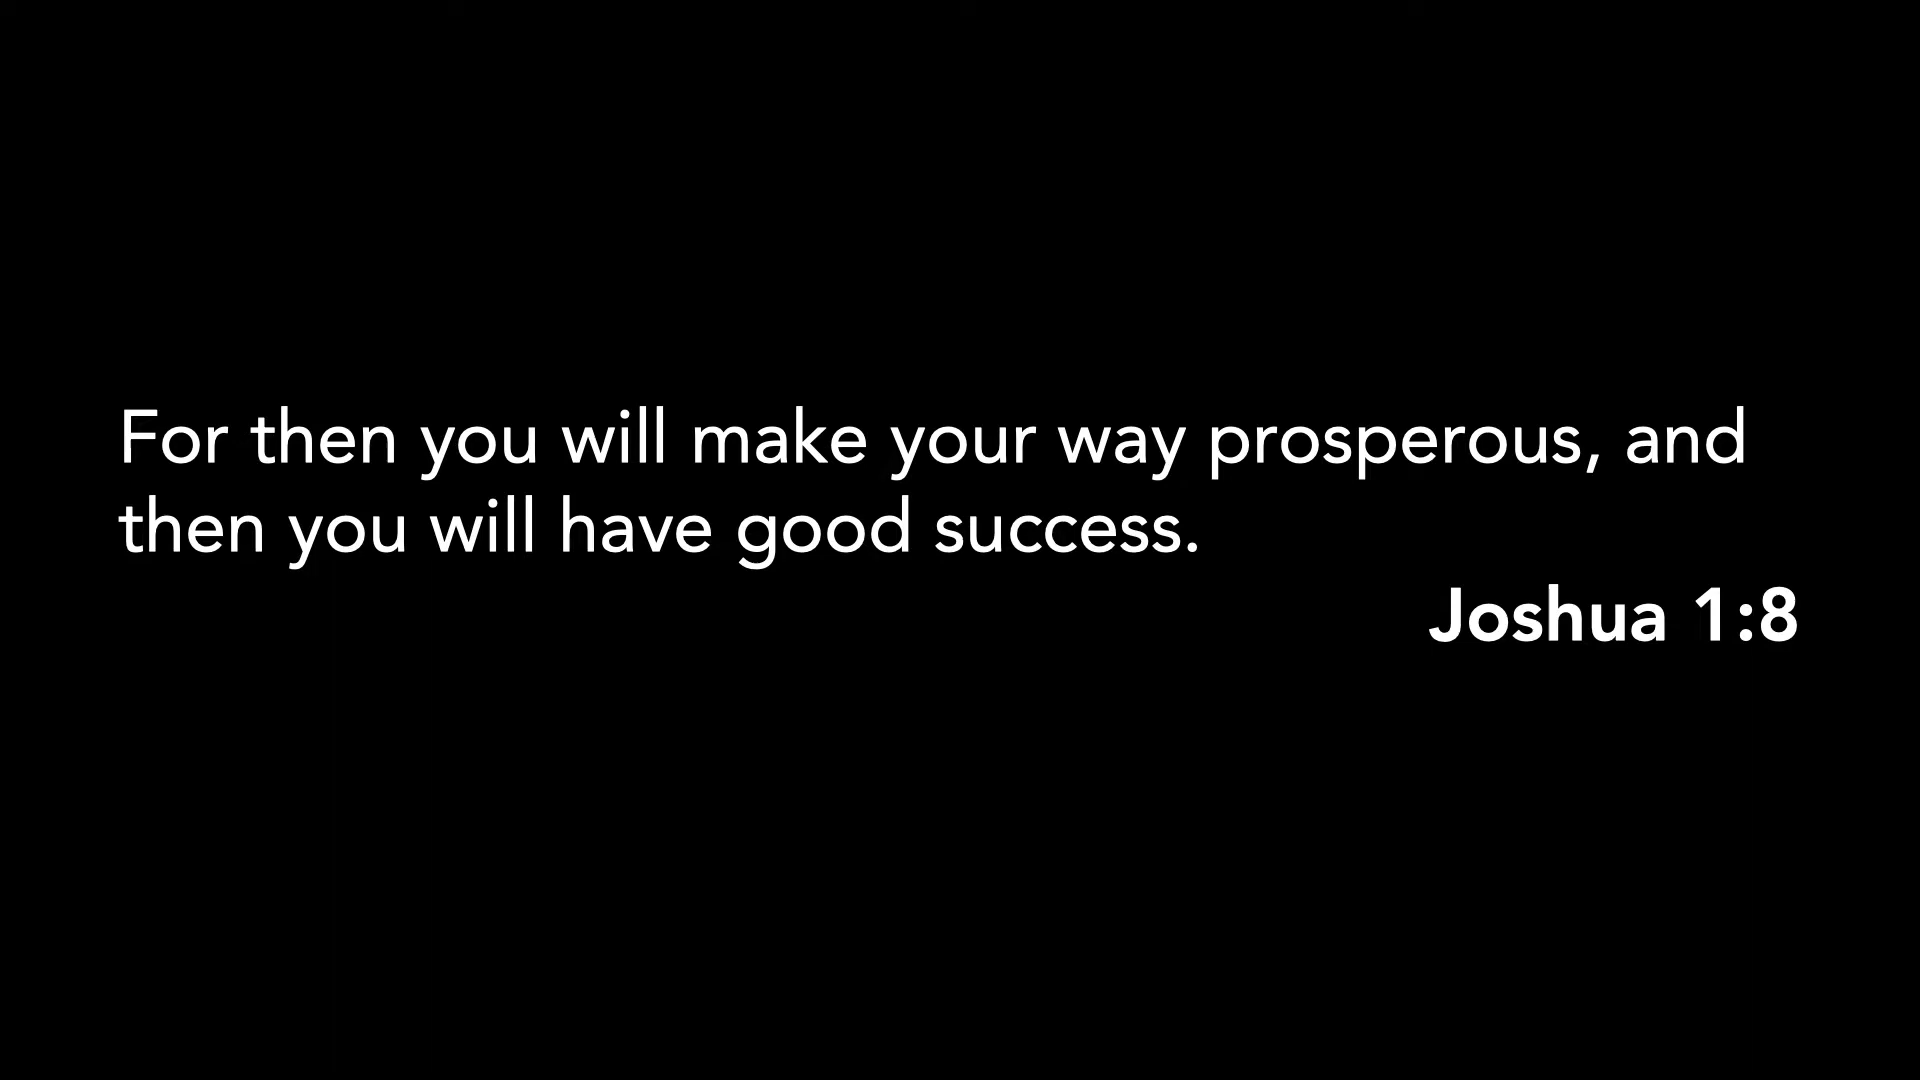 For then you will make your way prosperous, and
then you will have good success.
Joshua 1:8